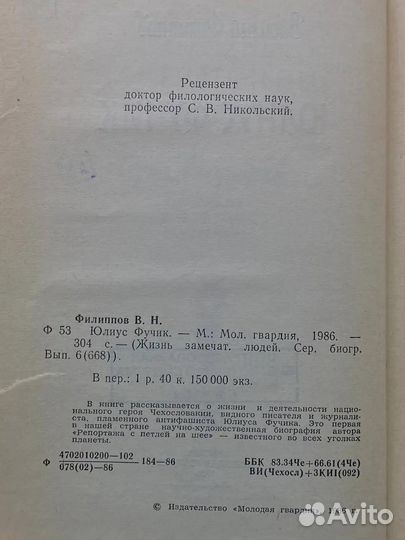 Рецензент
доктор филологических наук,
профессор С. В. Никольский.
Филиппов В. Н.
Ф 53 Юлиус Фучик. — М.: Мол. гвардия, 1986. —
304 с.— (Жизнь замечат. людей. Сер. биогр.
Вып. 6(668)).
В пер.: 1 р. 40 к. 150 000 экз.
В книге рассказывается о жизни и деятельности нацио-
нального героя Чехословакии, видного писателя и журнали-
ста, пламенного антифашиста Юлиуса Фучика. Это первая
в нашей стране научно-художественная биография автора
«Репортажа с петлей на шее» — известного во всех уголках
планеты.
Ф 4702010200—102
078(02)—86 184—86
ББК 83.34Че+66.61(4Че)
ВИ(Чехосл)+3КИ1(092)
© Издательство «Молодая гвардия»
Avito